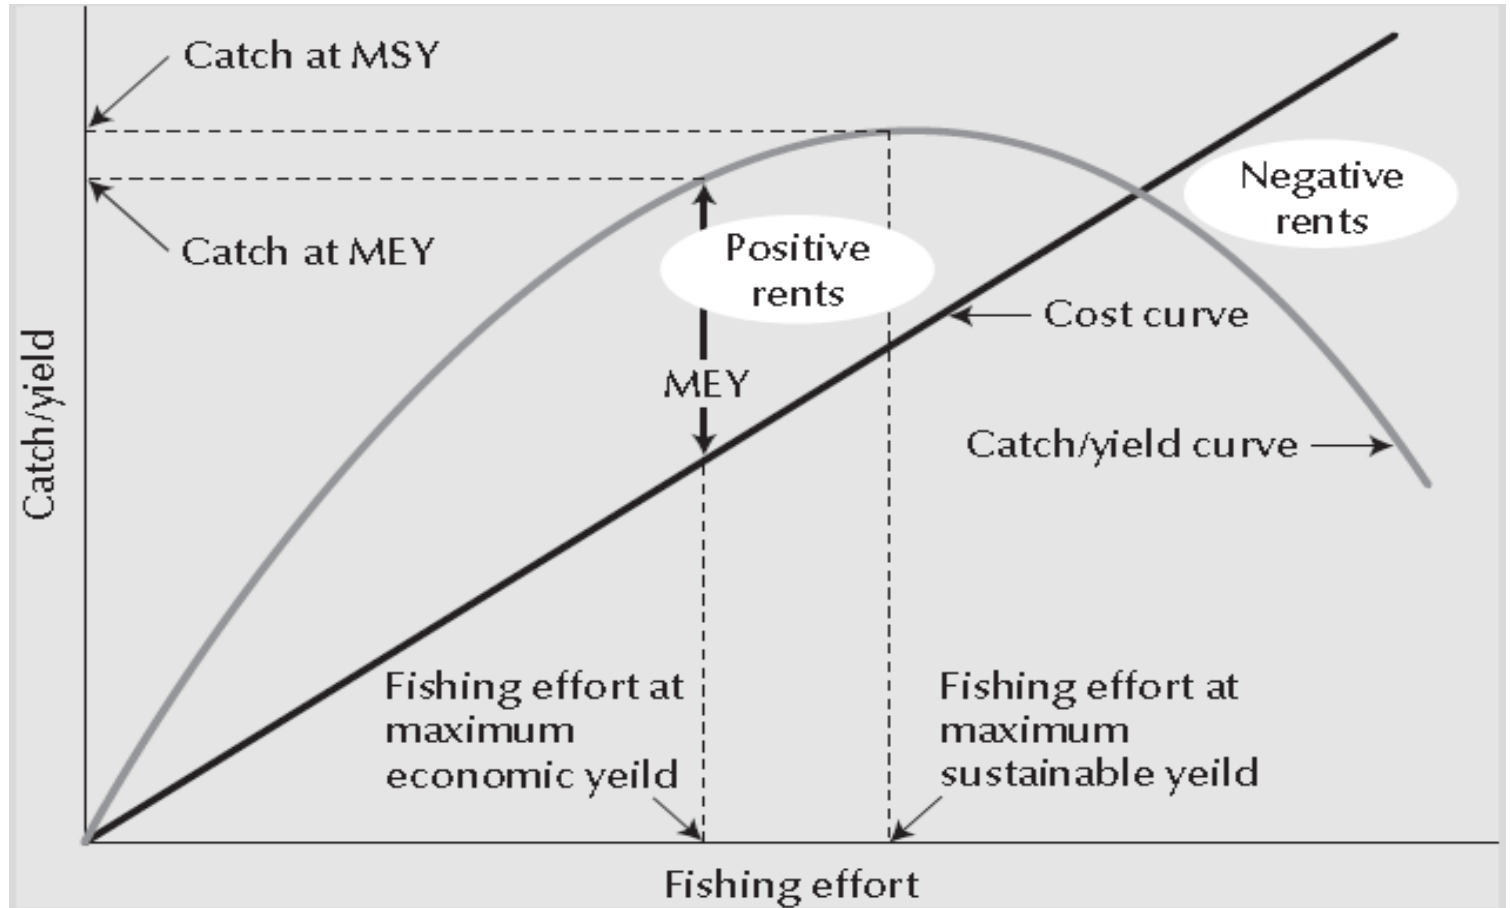 Catch at MSY
Catch at MEY
Negative
rents
Positive
rents
Cost curve
MEY
Catch/yield curve
Catch/yield
Fishing effort at
maximum
economic yeild
Fishing effort at
maximum
sustainable yeild
Fishing effort